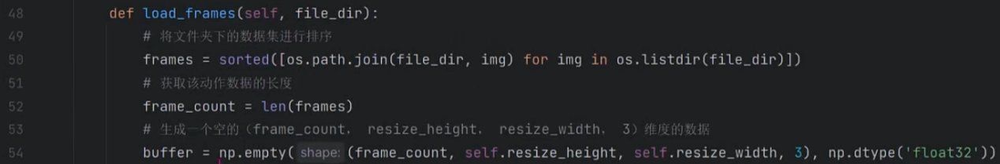 48 def load_frames(self, file_dir):
49 # 将文件夹下的数据集进行排序
50 frames = sorted([os.path.join(file_dir, img) for img in os.listdir(file_dir)])
51 # 获取该动作数据的长度
52 frame_count = len(frames)
53 # 生成一个空的（frame_count， resize_height， resize_width， 3）维度的数据
54 buffer = np.empty( shape: (frame_count, self.resize_height, self.resize_width, 3), np.dtype('float32'))